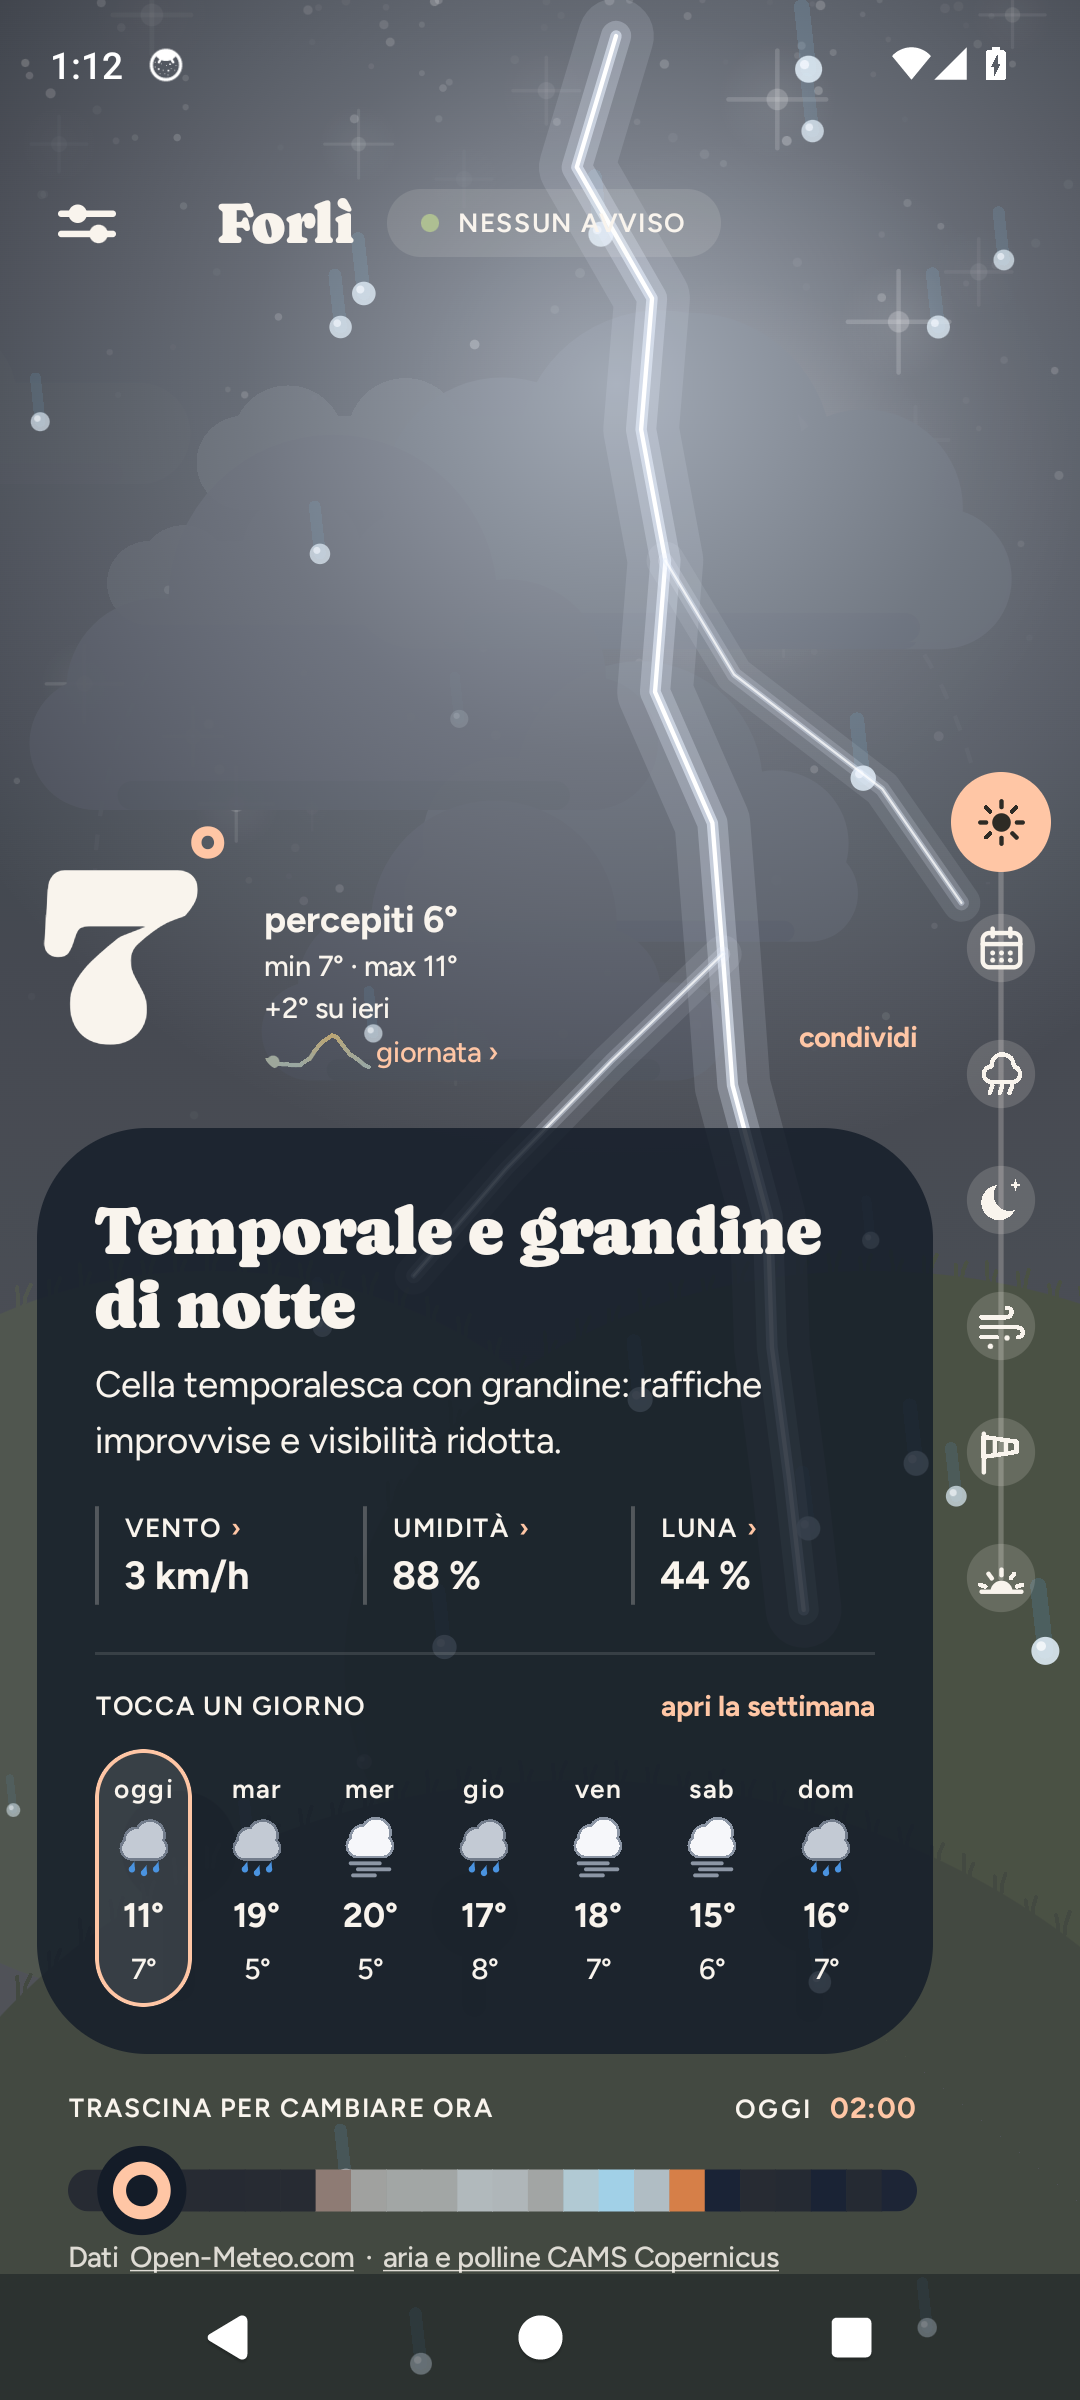 1:12
Forlì
NESSUN AVVISO
7°
percepiti 6°
min 7° · max 11°
+2° su ieri
giornata ›
condividi
Temporale e grandine
di notte
Cella temporalesca con grandine: raffiche
improvvise e visibilità ridotta.
VENTO › UMIDITÀ › LUNA ›
3 km/h 88 % 44 %
TOCCA UN GIORNO apri la settimana
oggi mar mer gio ven sab dom
11° 19° 20° 17° 18° 15° 16°
7° 5° 5° 8° 7° 6° 7°
TRASCINA PER CAMBIARE ORA OGGI 02:00
Dati Open-Meteo.com · aria e polline CAMS Copernicus